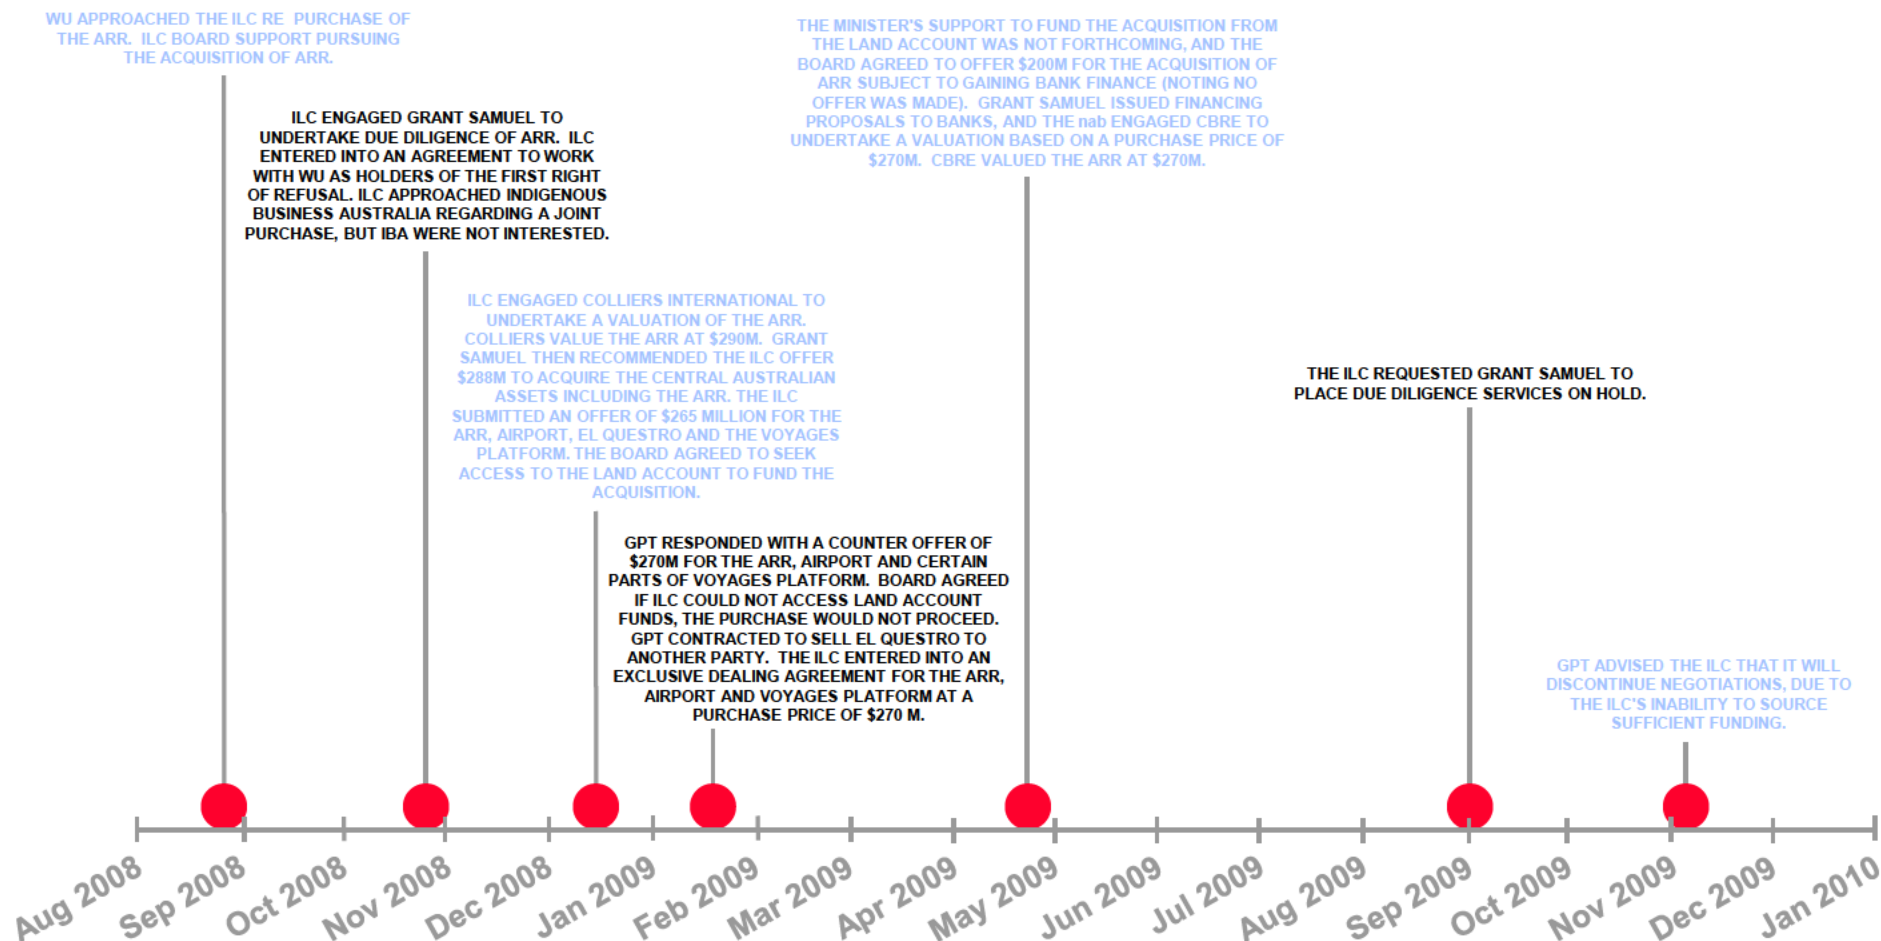 WU APPROACHED THE ILC RE  PURCHASE OF
THE ARR.  ILC BOARD SUPPORT PURSUING
THE ACQUISITION OF ARR.
ILC ENGAGED GRANT SAMUEL TO
UNDERTAKE DUE DILIGENCE OF ARR.  ILC
ENTERED INTO AN AGREEMENT TO WORK
WITH WU AS HOLDERS OF THE FIRST RIGHT
OF REFUSAL. ILC APPROACHED INDIGENOUS
BUSINESS AUSTRALIA REGARDING A JOINT
PURCHASE, BUT IBA WERE NOT INTERESTED.
ILC ENGAGED COLLIERS INTERNATIONAL TO
UNDERTAKE A VALUATION OF THE ARR.
COLLIERS VALUE THE ARR AT $290M.  GRANT
SAMUEL THEN RECOMMENDED THE ILC OFFER
$288M TO ACQUIRE THE CENTRAL AUSTRALIAN
ASSETS INCLUDING THE ARR. THE ILC
SUBMITTED AN OFFER OF $265 MILLION FOR THE
ARR, AIRPORT, EL QUESTRO AND THE VOYAGES
PLATFORM. THE BOARD AGREED TO SEEK
ACCESS TO THE LAND ACCOUNT TO FUND THE
ACQUISITION.
GPT RESPONDED WITH A COUNTER OFFER OF
$270M FOR THE ARR, AIRPORT AND CERTAIN
PARTS OF VOYAGES PLATFORM.  BOARD AGREED
IF ILC COULD NOT ACCESS LAND ACCOUNT
FUNDS, THE PURCHASE WOULD NOT PROCEED.
GPT CONTRACTED TO SELL EL QUESTRO TO
ANOTHER PARTY.  THE ILC ENTERED INTO AN
EXCLUSIVE DEALING AGREEMENT FOR THE ARR,
AIRPORT AND VOYAGES PLATFORM AT A
PURCHASE PRICE OF $270 M.
THE MINISTER'S SUPPORT TO FUND THE ACQUISITION FROM
THE LAND ACCOUNT WAS NOT FORTHCOMING, AND THE
BOARD AGREED TO OFFER $200M FOR THE ACQUISITION OF
ARR SUBJECT TO GAINING BANK FINANCE (NOTING NO
OFFER WAS MADE).  GRANT SAMUEL ISSUED FINANCING
PROPOSALS TO BANKS, AND THE nab ENGAGED CBRE TO
UNDERTAKE A VALUATION BASED ON A PURCHASE PRICE OF
$270M.  CBRE VALUED THE ARR AT $270M.
THE ILC REQUESTED GRANT SAMUEL TO
PLACE DUE DILIGENCE SERVICES ON HOLD.
GPT ADVISED THE ILC THAT IT WILL
DISCONTINUE NEGOTIATIONS, DUE TO
THE ILC'S INABILITY TO SOURCE
SUFFICIENT FUNDING.
Aug 2008
Sep 2008
Oct 2008
Nov 2008
Dec 2008
Jan 2009
Feb 2009
Mar 2009
Apr 2009
May 2009
Jun 2009
Jul 2009
Aug 2009
Sep 2009
Oct 2009
Nov 2009
Dec 2009
Jan 2010